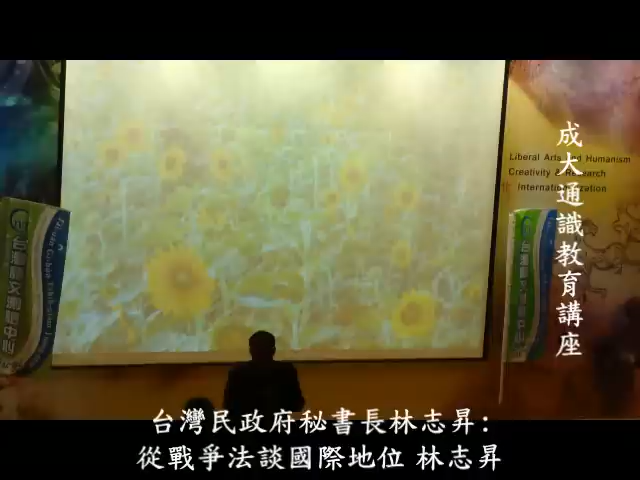 成大通識教育講座
Liberal Arts and Humanism
Creativity & Research
Internationalization
台灣民政府秘書長林志昇:
從戰爭法談國際地位 林志昇